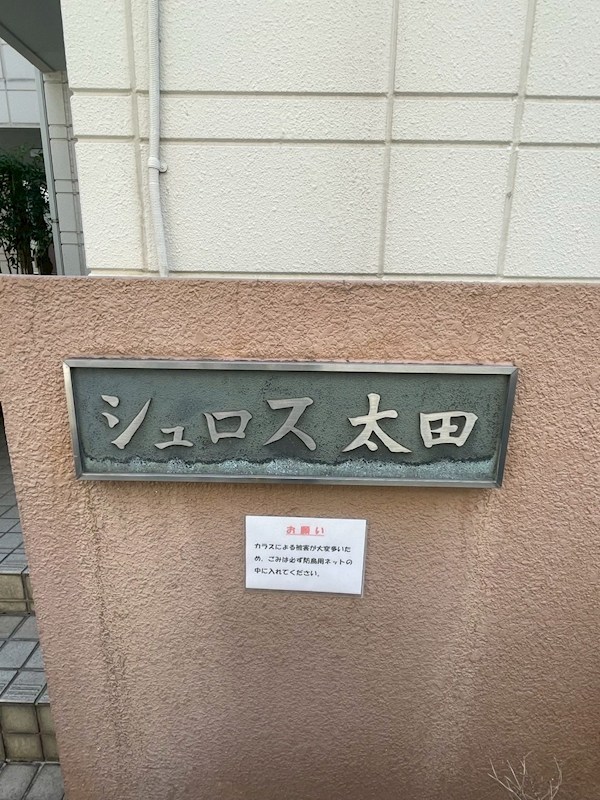 シュロス 太田
お願い
カラスによる被害が大変多いた
め、ごみは必ず防鳥用ネットの
中に入れてください。